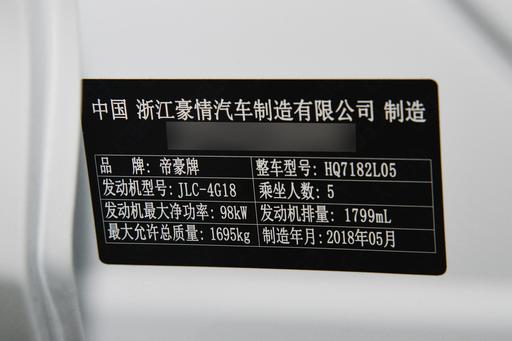 中国 浙江豪情汽车制造有限公司 制造
品 牌: 帝豪牌 整车型号: HQ7182L05
发动机型号: JLC-4G18 乘坐人数: 5
发动机最大净功率: 98kW 发动机排量: 1799mL
最大允许总质量: 1695kg 制造年月: 2018年05月